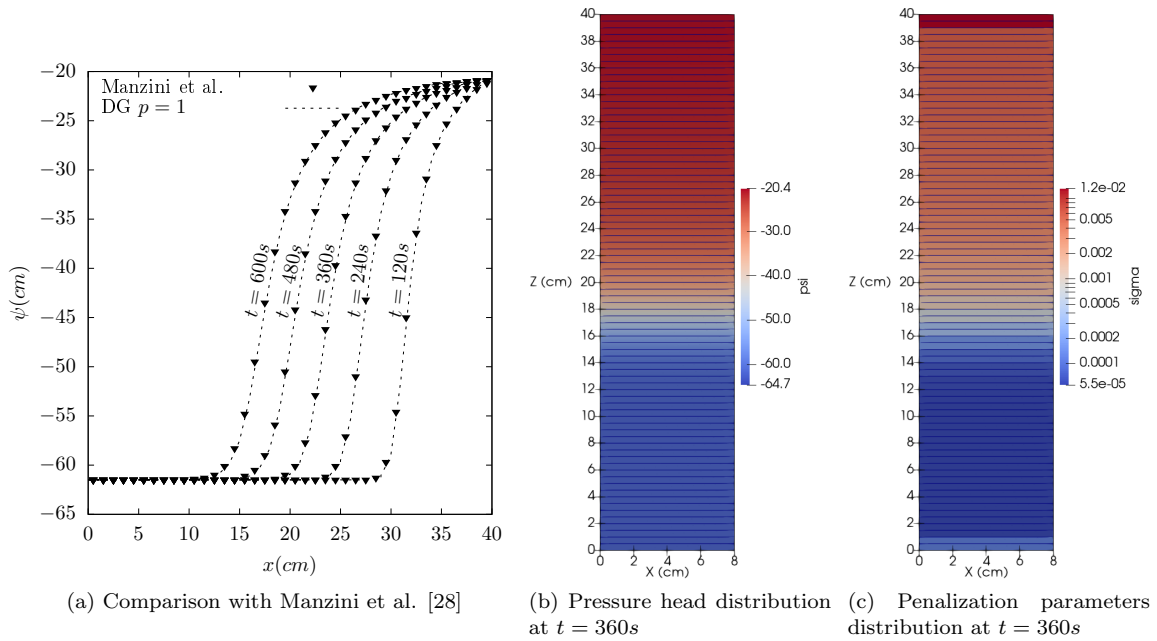 −20
−25
−30
−35
−40
−45
−50
−55
−60
−65
0 5 10 15 20 25 30 35 40
ψ(cm)
x(cm)
Manzini et al.
DG p = 1
t = 600s
t = 480s
t = 360s
t = 240s
t = 120s
(a) Comparison with Manzini et al. [28]
40
38
36
34
32
30
28
26
24
22
Z (cm) 20
18
16
14
12
10
8
6
4
2
0
0 2 4 6 8
X (cm)
-20.4
-30.0
-40.0
-50.0
-60.0
-64.7
psi
(b) Pressure head distribution
at t = 360s
40
38
36
34
32
30
28
26
24
22
Z (cm) 20
18
16
14
12
10
8
6
4
2
0
0 2 4 6 8
X (cm)
1.2e-02
0.005
0.002
0.001
0.0005
0.0002
0.0001
5.5e-05
sigma
(c) Penalization parameters
distribution at t = 360s